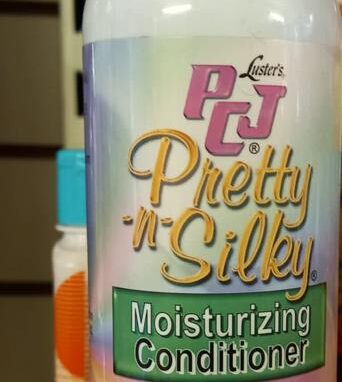 Luster's
PCJ®
Pretty
-n-
Silky®
Moisturizing
Conditioner